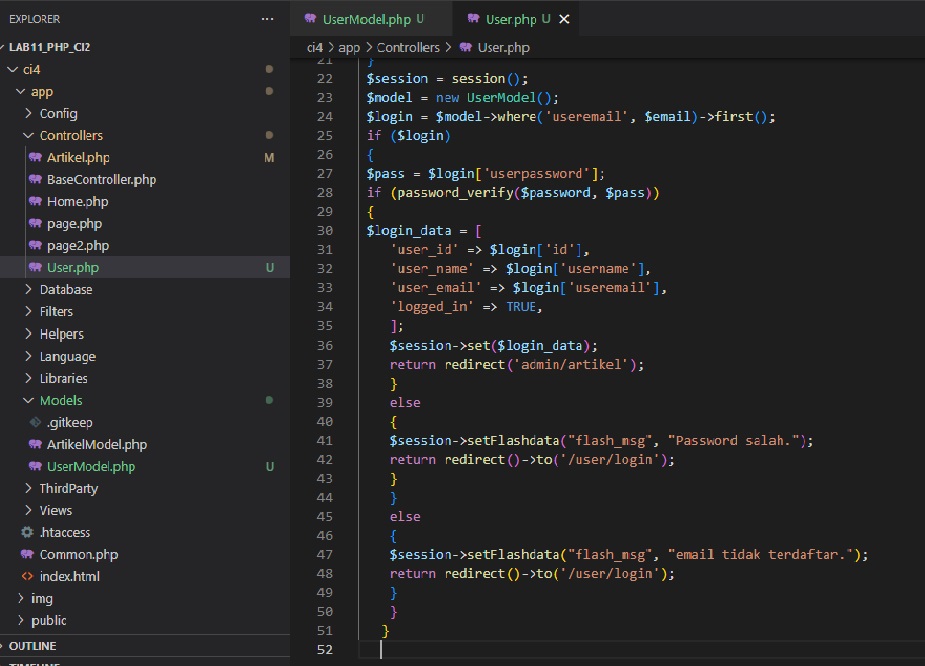 EXPLORER
LAB11_PHP_CI2
ci4
app
Config
Controllers
Artikel.php M
BaseController.php
Home.php
page.php
page2.php
User.php U
Database
Filters
Helpers
Language
Libraries
Models
.gitkeep
ArtikelModel.php
UserModel.php U
ThirdParty
Views
.htaccess
Common.php
index.html
img
public
OUTLINE
TIMELINE
UserModel.php U
User.php U
ci4 > app > Controllers > User.php
21 }
22 $session = session();
23 $model = new UserModel();
24 $login = $model->where('useremail', $email)->first();
25 if ($login)
26 {
27 $pass = $login['userpassword'];
28 if (password_verify($password, $pass))
29 {
30 $login_data = [
31 'user_id' => $login['id'],
32 'user_name' => $login['username'],
33 'user_email' => $login['useremail'],
34 'logged_in' => TRUE,
35 ];
36 $session->set($login_data);
37 return redirect('admin/artikel');
38 }
39 else
40 {
41 $session->setFlashdata("flash_msg", "Password salah.");
42 return redirect()->to('/user/login');
43 }
44 }
45 else
46 {
47 $session->setFlashdata("flash_msg", "email tidak terdaftar.");
48 return redirect()->to('/user/login');
49 }
50 }
51 }
52